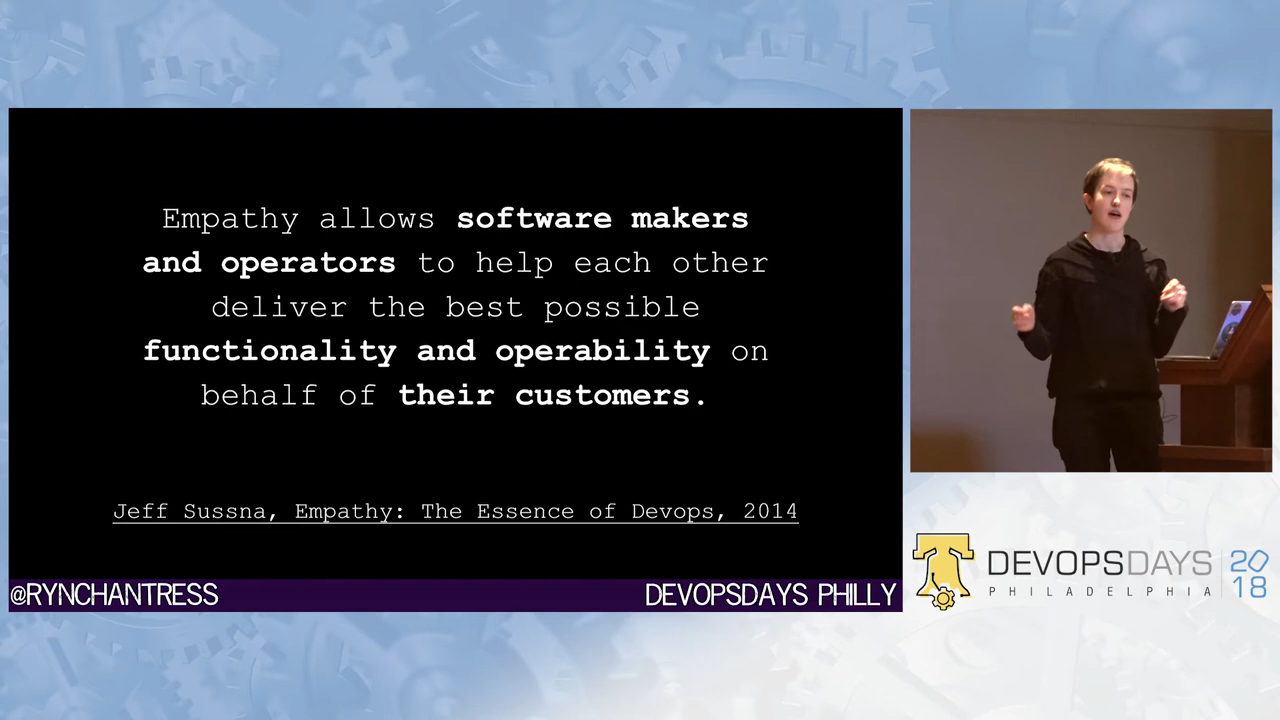 Empathy allows software makers
and operators to help each other
deliver the best possible
functionality and operability on
behalf of their customers.
Jeff Sussna, Empathy: The Essence of Devops, 2014
@RYNCHANTRESS
DEVOPSDAYS PHILLY
DEVOPSDAYS
PHILADELPHIA
20
18